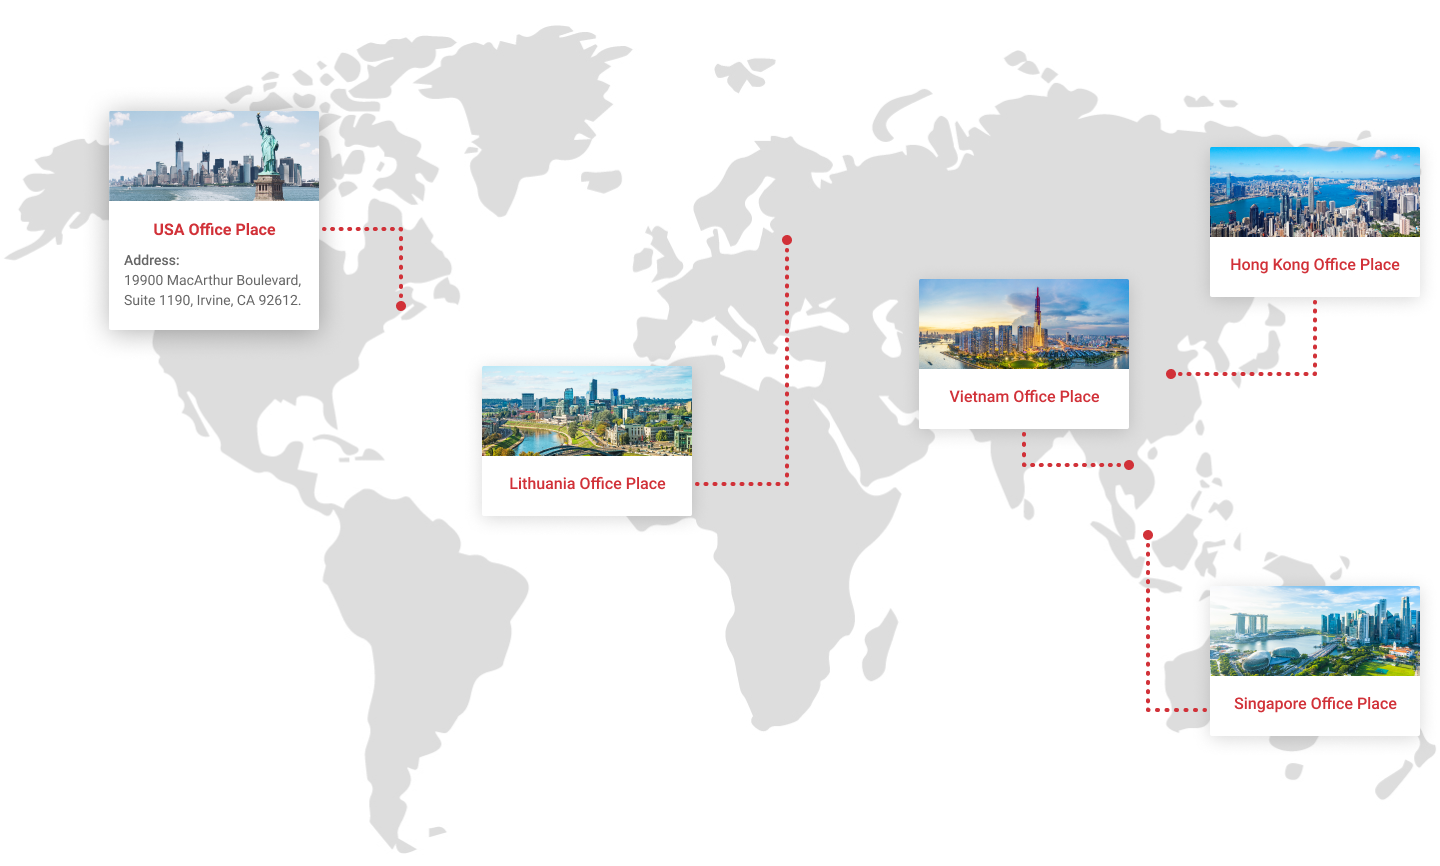 USA Office Place
Address:
19900 MacArthur Boulevard,
Suite 1190, Irvine, CA 92612.
Hong Kong Office Place
Vietnam Office Place
Lithuania Office Place
Singapore Office Place